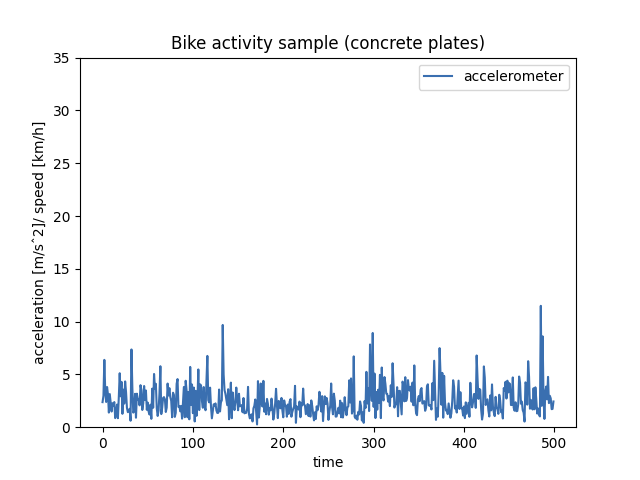 Bike activity sample (concrete plates)
accelerometer
acceleration [m/sˆ2]/ speed [km/h]
35
30
25
20
15
10
5
0
0 100 200 300 400 500
time